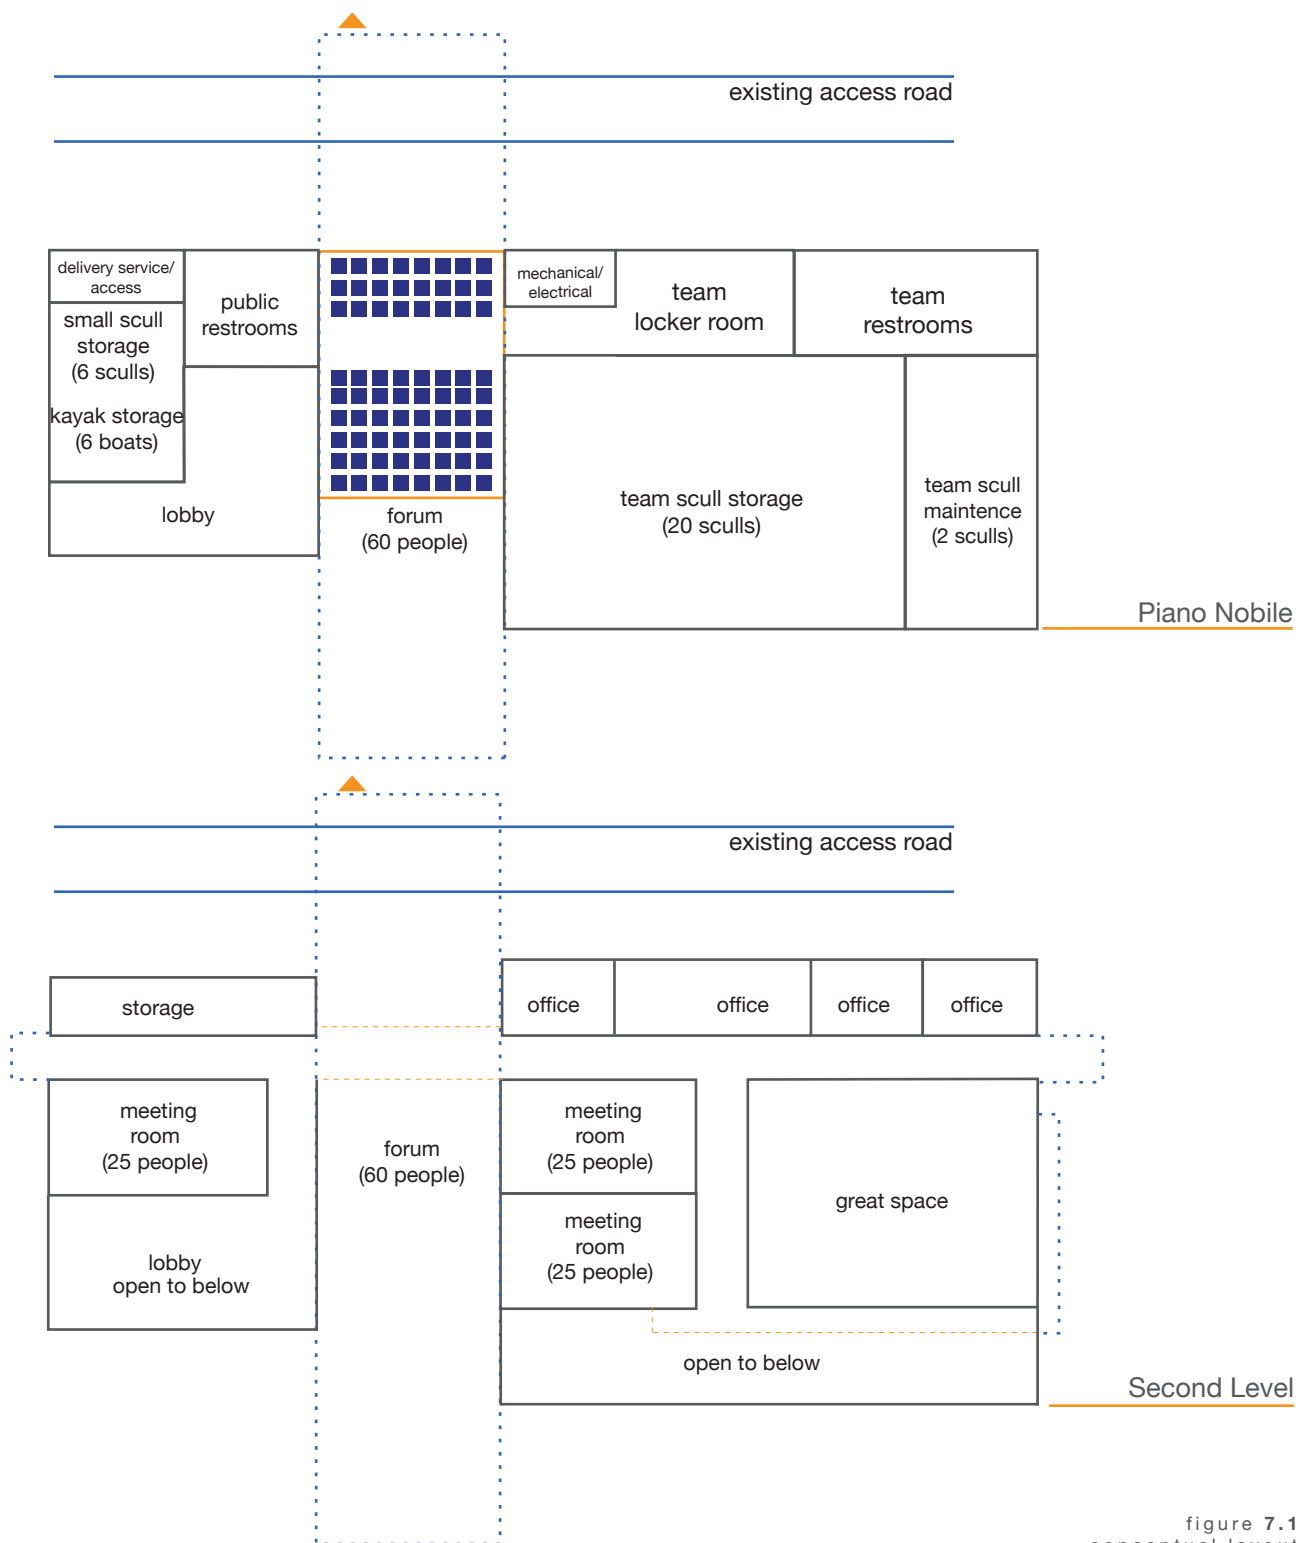 existing access road
delivery service/
access
public
restrooms
small scull
storage
(6 sculls)
kayak storage
(6 boats)
lobby
forum
(60 people)
mechanical/
electrical
team
locker room
team
restrooms
team scull storage
(20 sculls)
team scull
maintence
(2 sculls)
Piano Nobile
existing access road
storage
office
office
office
office
meeting
room
(25 people)
forum
(60 people)
meeting
room
(25 people)
great space
meeting
room
(25 people)
lobby
open to below
open to below
Second Level
figure 7.1
conceptual layout